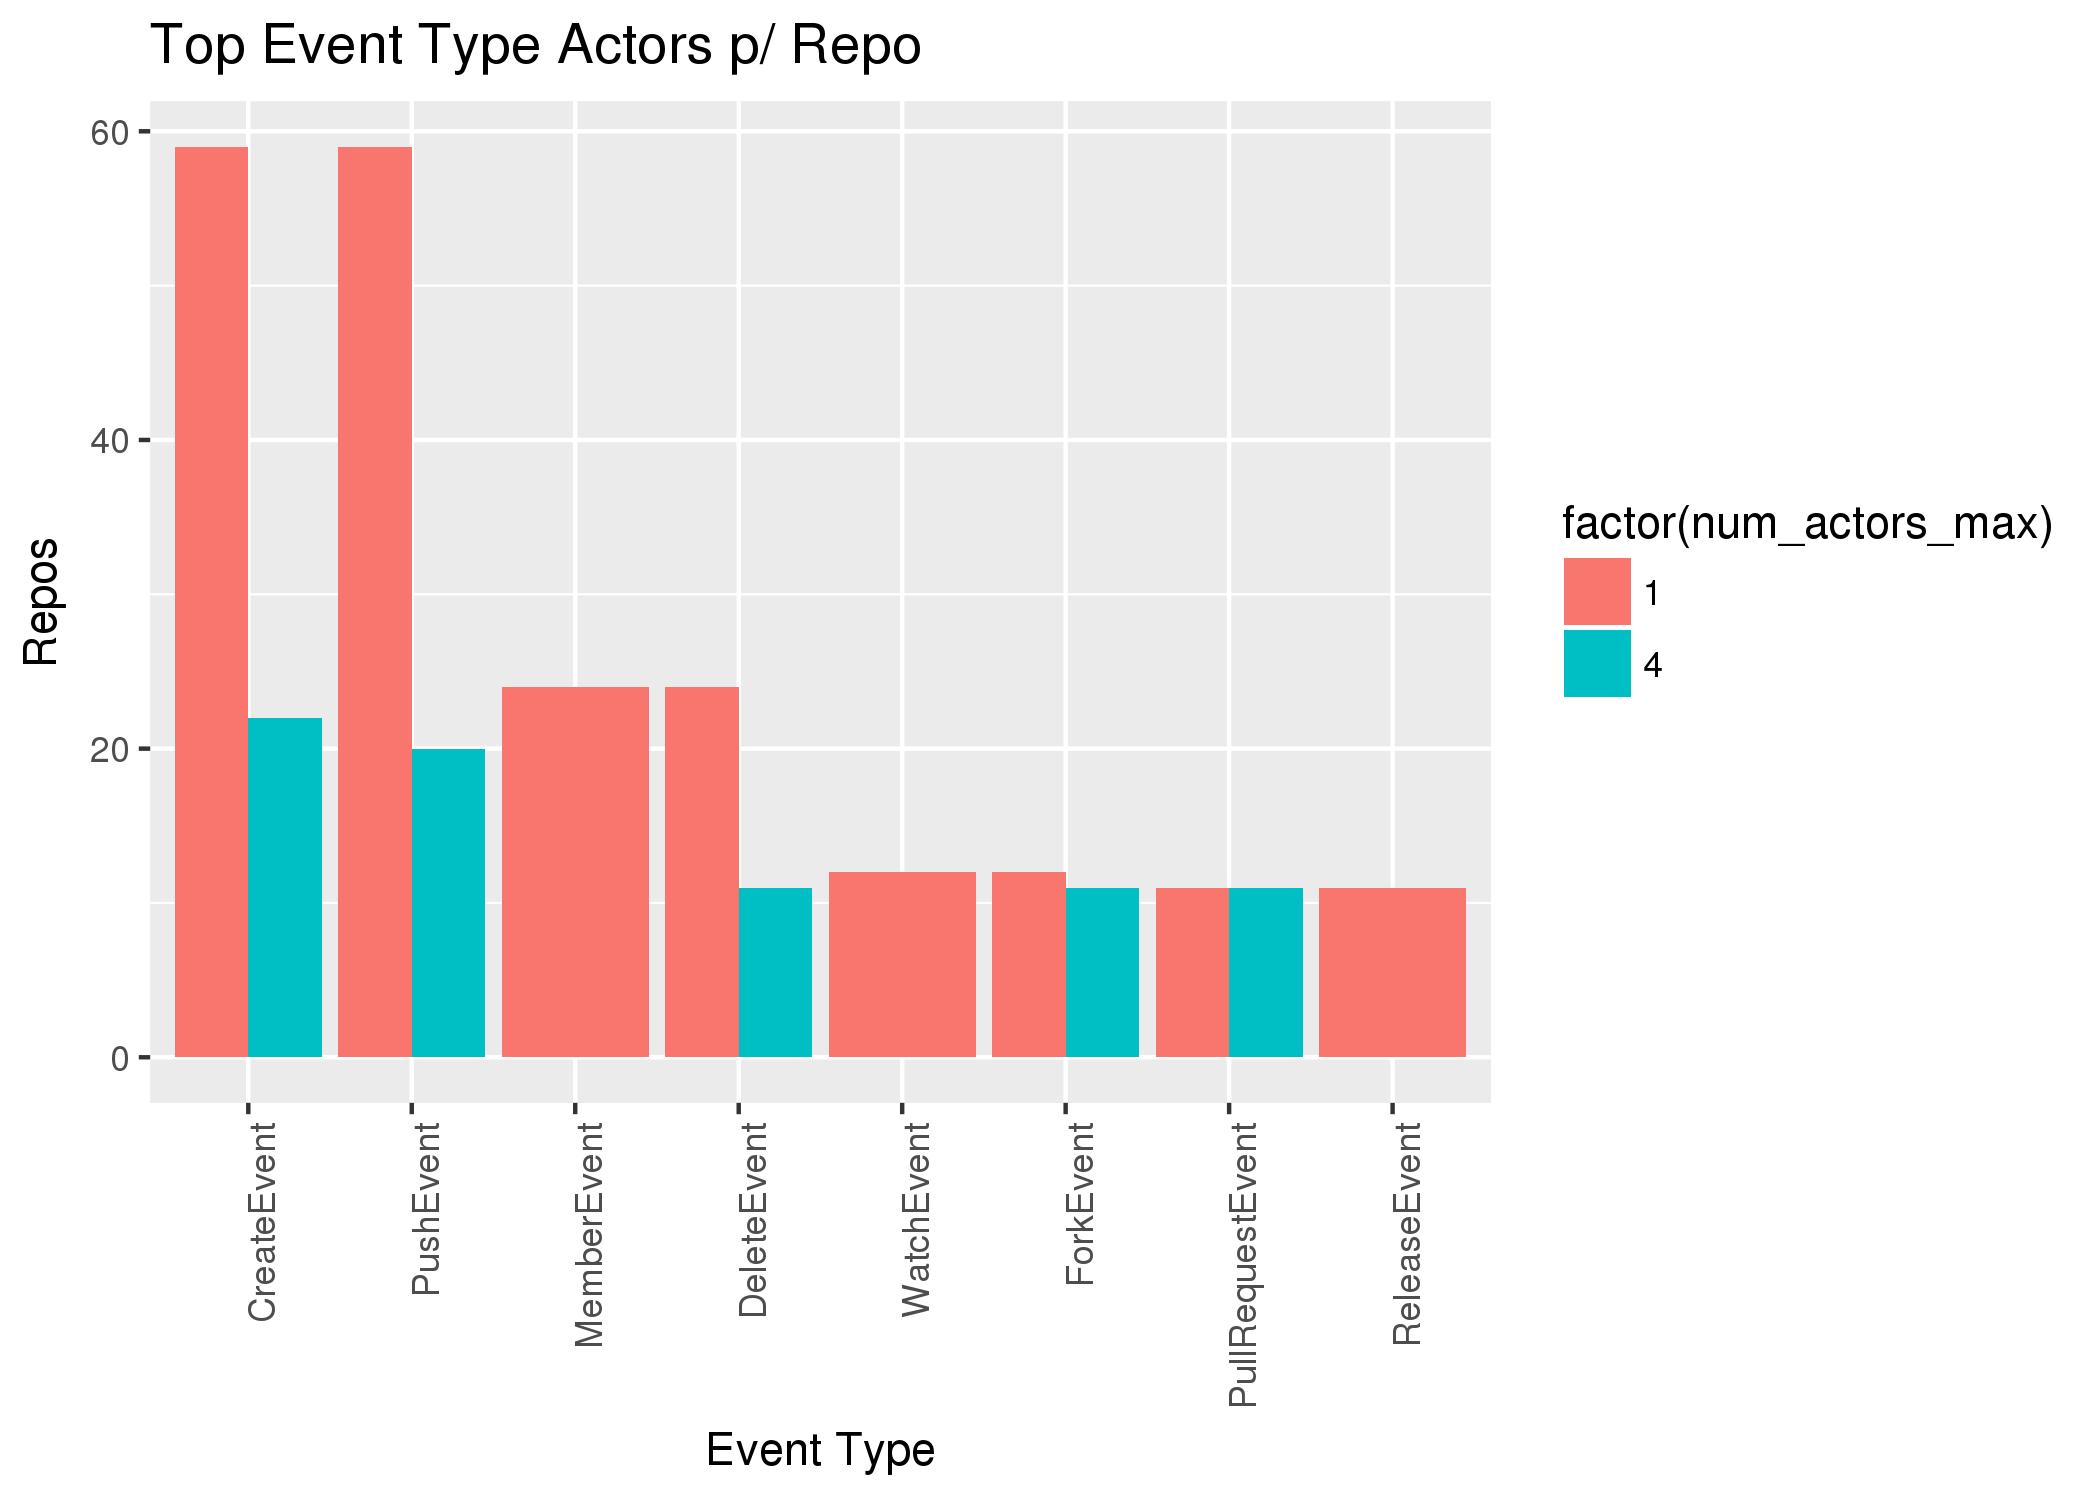 Top Event Type Actors p/ Repo
60
40
20
0
Repos
CreateEvent
PushEvent
MemberEvent
DeleteEvent
WatchEvent
ForkEvent
PullRequestEvent
ReleaseEvent
Event Type
factor(num_actors_max)
1
4